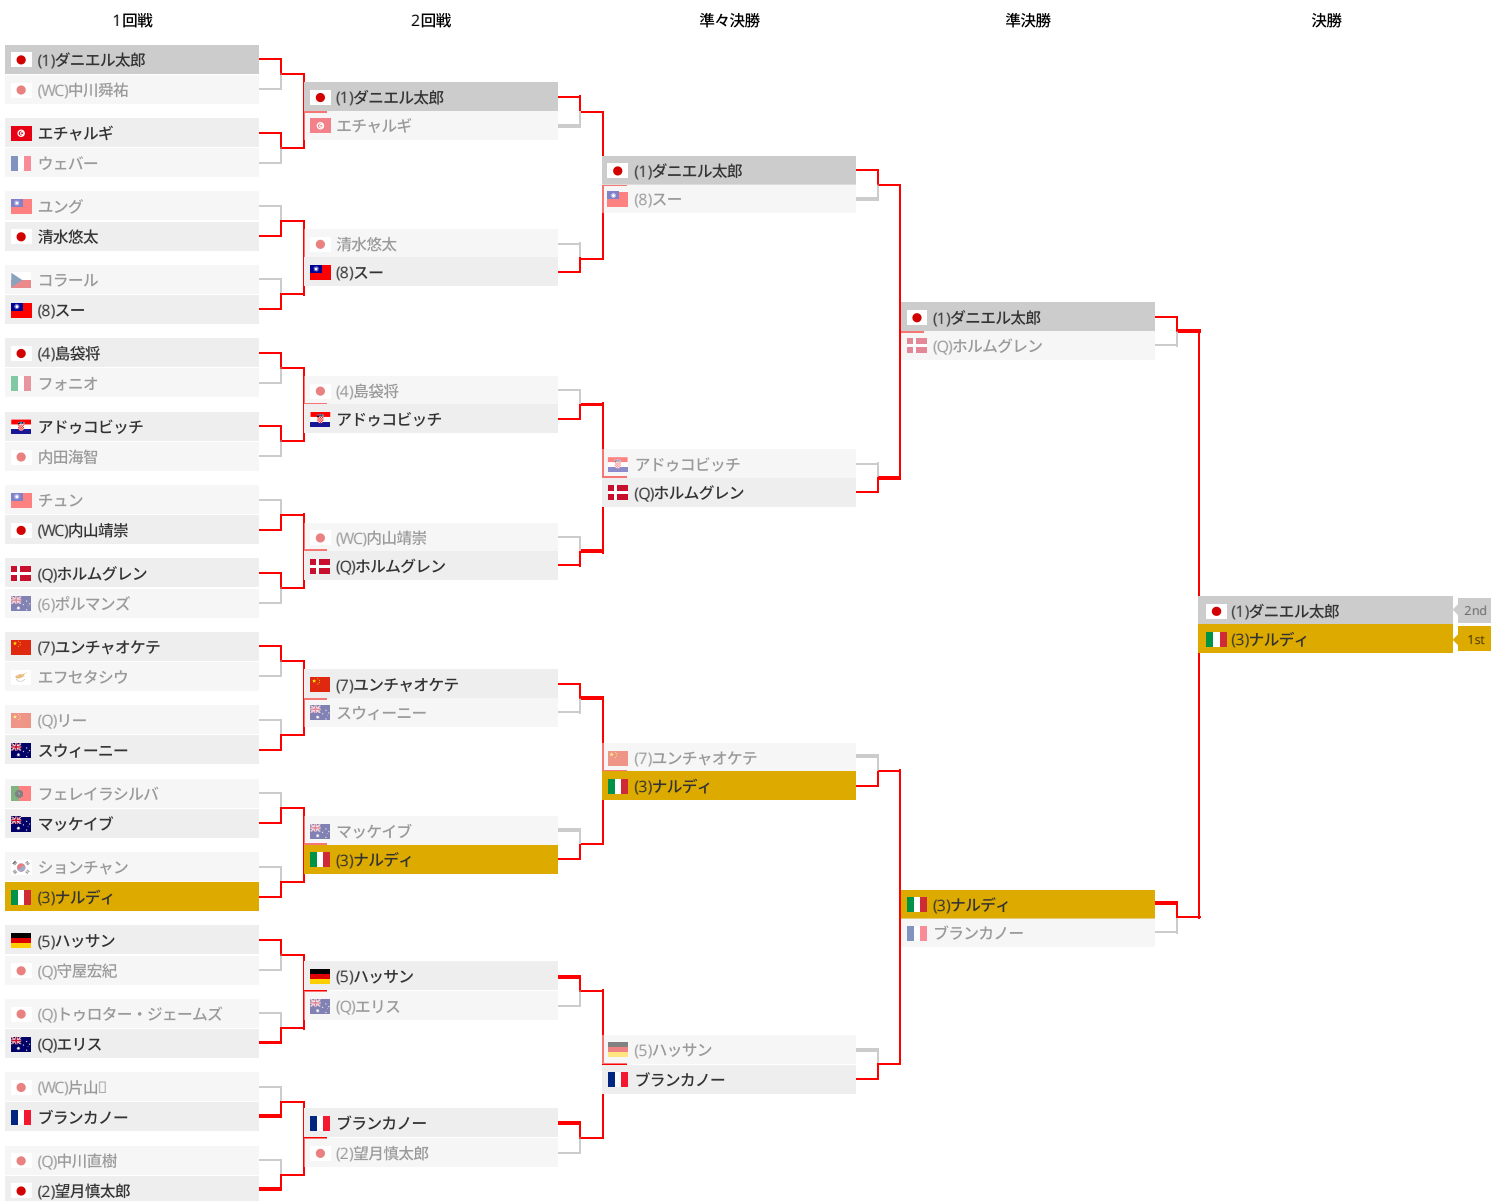 1回戦
2回戦
準々決勝
準決勝
決勝
(1)ダニエル太郎
(WC)中川舜祐
エチャルギ
ウェバー
ユング
清水悠太
コラール
(8)スー
(4)島袋将
フォニオ
アドゥコビッチ
内田海智
チュン
(WC)内山靖崇
(Q)ホルムグレン
(6)ポルマンズ
(7)ユンチャオケテ
エフセタシウ
(Q)リー
スウィーニー
フェレイラシルバ
マッケイブ
ションチャン
(3)ナルディ
(5)ハッサン
(Q)守屋宏紀
(Q)トゥロター・ジェームズ
(Q)エリス
(WC)片山
ブランカノー
(Q)中川直樹
(2)望月慎太郎
(1)ダニエル太郎
エチャルギ
清水悠太
(8)スー
(4)島袋将
アドゥコビッチ
(WC)内山靖崇
(Q)ホルムグレン
(7)ユンチャオケテ
スウィーニー
マッケイブ
(3)ナルディ
(5)ハッサン
(Q)エリス
ブランカノー
(2)望月慎太郎
(1)ダニエル太郎
(8)スー
アドゥコビッチ
(Q)ホルムグレン
(7)ユンチャオケテ
(3)ナルディ
(5)ハッサン
ブランカノー
(1)ダニエル太郎
(Q)ホルムグレン
(3)ナルディ
ブランカノー
(1)ダニエル太郎
2nd
(3)ナルディ
1st